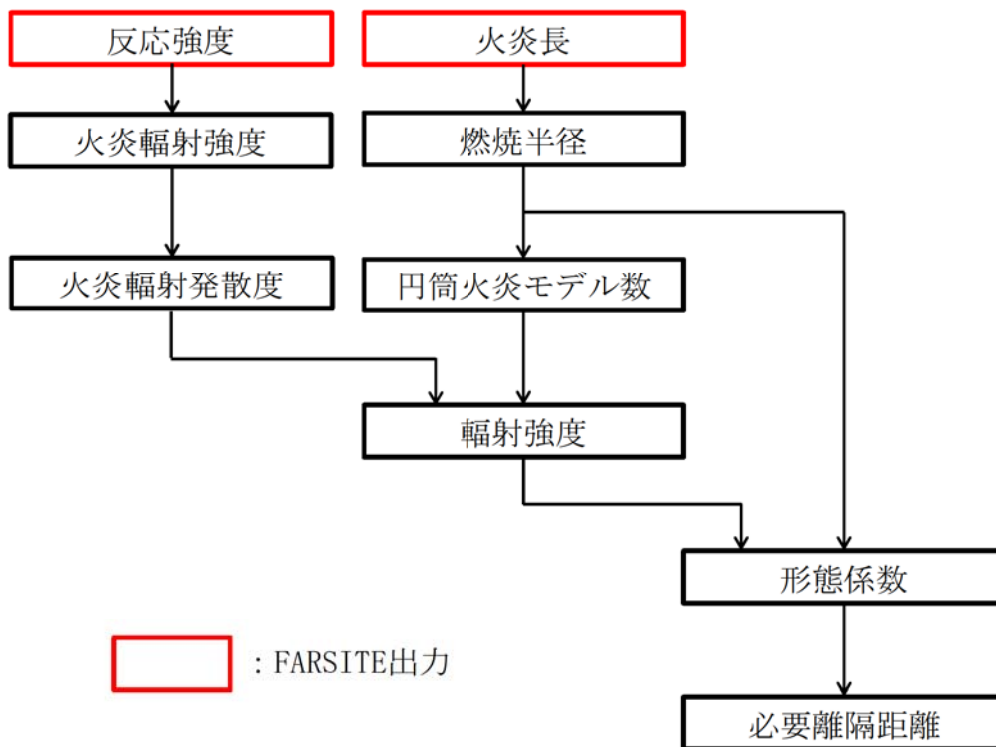 反応強度
火炎長
火炎輻射強度
燃焼半径
火炎輻射発散度
円筒火炎モデル数
輻射強度
形態係数
：FARSITE出力
必要離隔距離